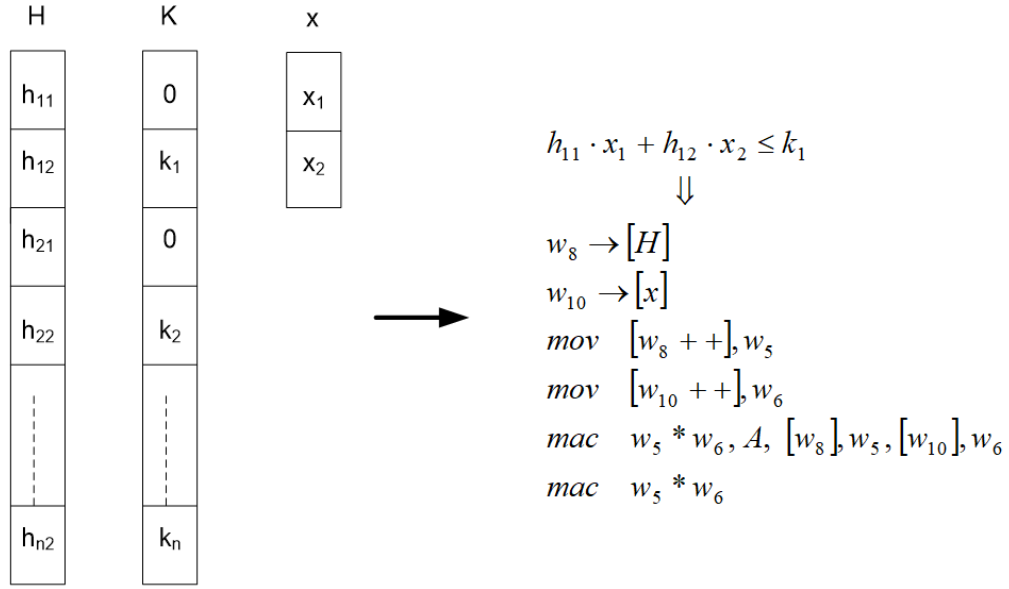 H K x
h₁₁ 0 x₁
h₁₂ k₁ x₂
h₂₁ 0
h₂₂ k₂
hₙ₂ kₙ
h₁₁ · x₁ + h₁₂ · x₂ ≤ k₁
⇓
w₈ → [H]
w₁₀ → [x]
mov [w₈ + +], w₅
mov [w₁₀ + +], w₆
mac w₅ * w₆, A, [w₈], w₅, [w₁₀], w₆
mac w₅ * w₆